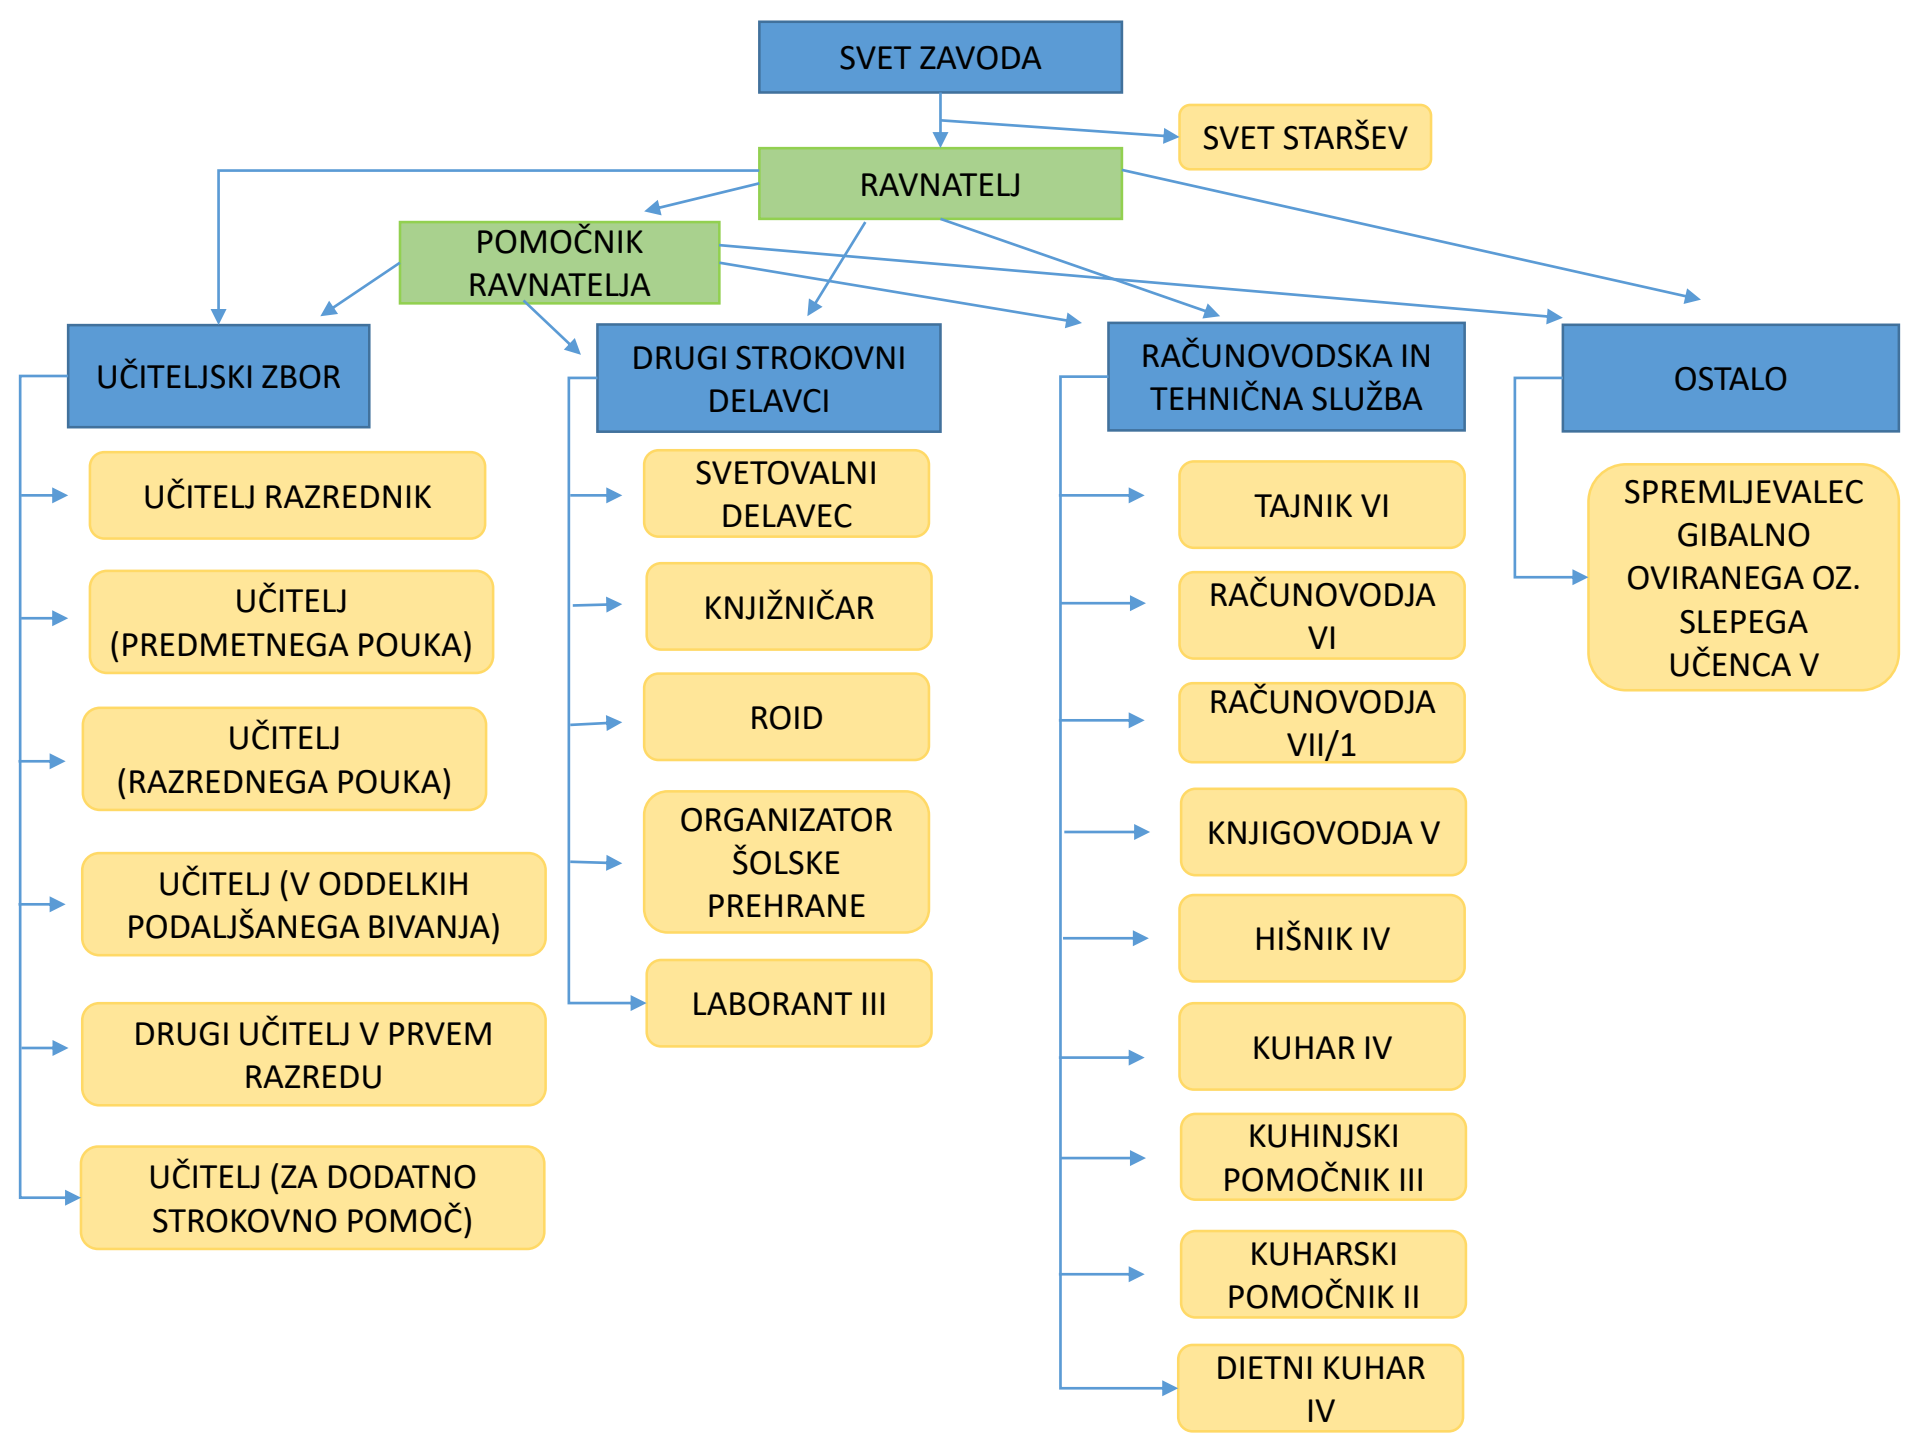 SVET ZAVODA
SVET STARŠEV
RAVNATELJ
POMOČNIK
RAVNATELJA
UČITELJSKI ZBOR
UČITELJ RAZREDNIK
UČITELJ
(PREDMETNEGA POUKA)
UČITELJ
(RAZREDNEGA POUKA)
UČITELJ (V ODDELKIH
PODALJŠANEGA BIVANJA)
DRUGI UČITELJ V PRVEM
RAZREDU
UČITELJ (ZA DODATNO
STROKOVNO POMOČ)
DRUGI STROKOVNI
DELAVCI
SVETOVALNI
DELAVEC
KNJIŽNIČAR
ROID
ORGANIZATOR
ŠOLSKE
PREHRANE
LABORANT III
RAČUNOVODSKA IN
TEHNIČNA SLUŽBA
TAJNIK VI
RAČUNOVODJA
VI
RAČUNOVODJA
VII/1
KNJIGOVODJA V
HIŠNIK IV
KUHAR IV
KUHINJSKI
POMOČNIK III
KUHARSKI
POMOČNIK II
DIETNI KUHAR
IV
OSTALO
SPREMLJEVALEC
GIBALNO
OVIRANEGA OZ.
SLEPEGA
UČENCA V